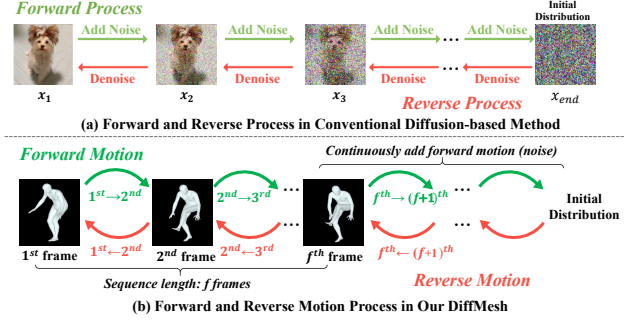 Forward Process
Initial
Distribution
Add Noise Add Noise Add Noise Add Noise
...
Denoise Denoise Denoise ... Denoise
x₁ x₂ x₃ Reverse Process x_end
(a) Forward and Reverse Process in Conventional Diffusion-based Method
Forward Motion Continuously add forward motion (noise)
1ˢᵗ→2ⁿᵈ ... 2ⁿᵈ→3ʳᵈ ... fᵗʰ→(f+1)ᵗʰ ...
Initial
Distribution
1ˢᵗ←2ⁿᵈ 2ⁿᵈ←3ʳᵈ ... fᵗʰ←(f+1)ᵗʰ ...
1ˢᵗ frame 2ⁿᵈ frame fᵗʰ frame
Reverse Motion
Sequence length: f frames
(b) Forward and Reverse Motion Process in Our DiffMesh